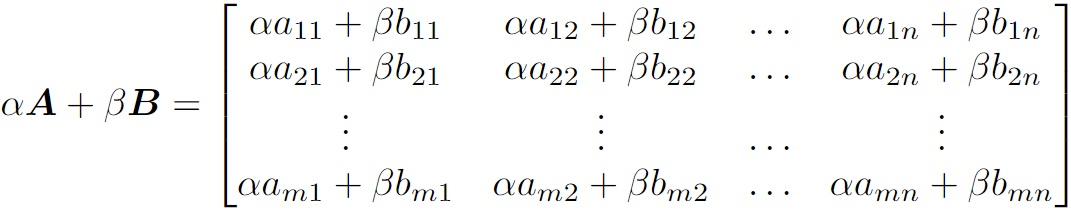 αa₁₁ + βb₁₁ αa₁₂ + βb₁₂ … αa₁ₙ + βb₁ₙ
αa₂₁ + βb₂₁ αa₂₂ + βb₂₂ … αa₂ₙ + βb₂ₙ
α𝑨 + β𝑩 =
⋮ ⋮ … ⋮
αaₘ₁ + βbₘ₁ αaₘ₂ + βbₘ₂ … αaₘₙ + βbₘₙ